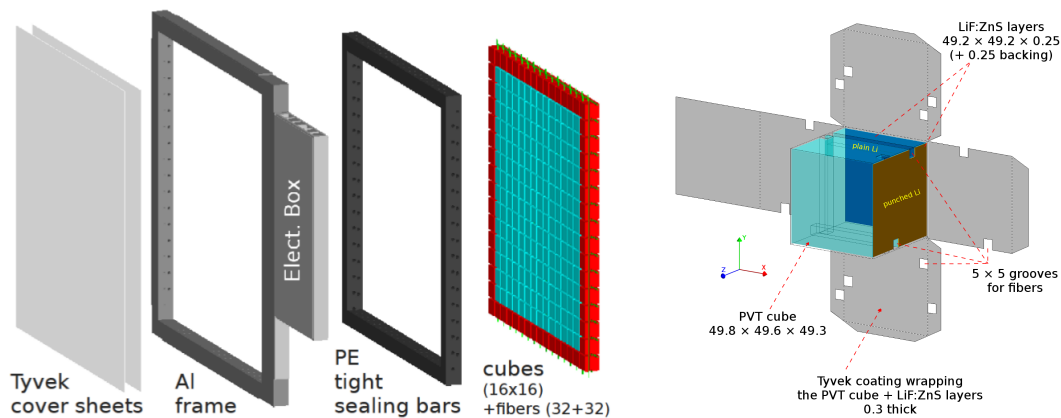 Tyvek
cover sheets
Al
frame
Elect. Box
PE
tight
sealing bars
cubes
(16x16)
+fibers (32+32)
LiF:ZnS layers
49.2 × 49.2 × 0.25
(+ 0.25 backing)
plain Li
punched Li
Y
Z
X
5 × 5 grooves
for fibers
PVT cube
49.8 × 49.6 × 49.3
Tyvek coating wrapping
the PVT cube + LiF:ZnS layers
0.3 thick